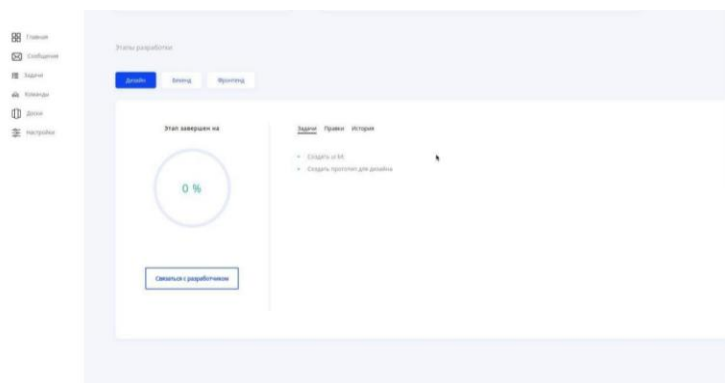 Главная
Сообщения
Задачи
Команды
Доски
Настройки
Этапы разработки
Дизайн Бекенд Фронтенд
Этап завершен на
0 %
Связаться с разработчиком
Задачи Правки История
Создать ui kit
Создать прототип для дизайна